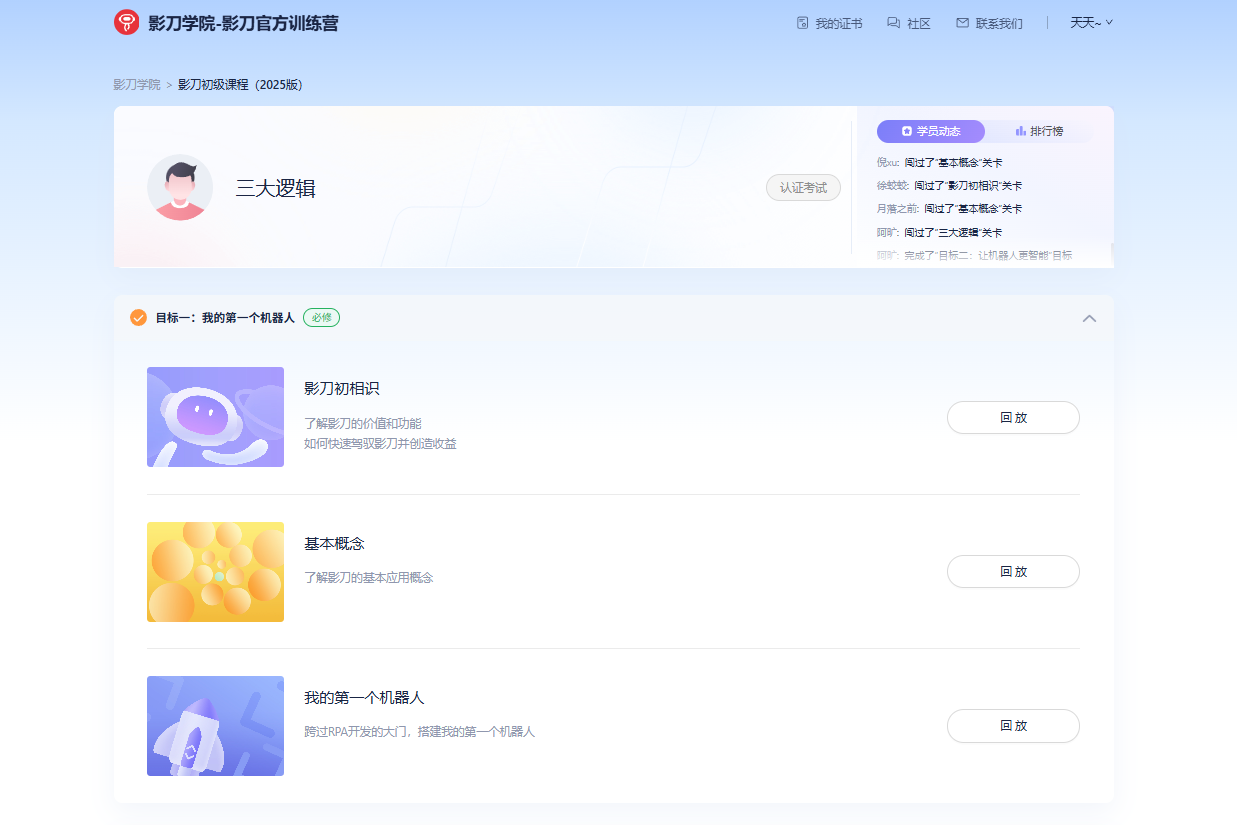 影刀学院-影刀官方训练营
我的证书
社区
联系我们
天天~
影刀学院 > 影刀初级课程（2025版）
三大逻辑
认证考试
学员动态
排行榜
倪xu: 闯过了“基本概念”关卡
徐蛟蛟: 闯过了“影刀初相识”关卡
月落之前: 闯过了“基本概念”关卡
阿旷: 闯过了“三大逻辑”关卡
阿旷: 完成了“目标二：让机器人更智能”目标
目标一：我的第一个机器人
必修
影刀初相识
了解影刀的价值和功能
如何快速驾驭影刀并创造收益
回放
基本概念
了解影刀的基本应用概念
回放
我的第一个机器人
跨过RPA开发的大门，搭建我的第一个机器人
回放